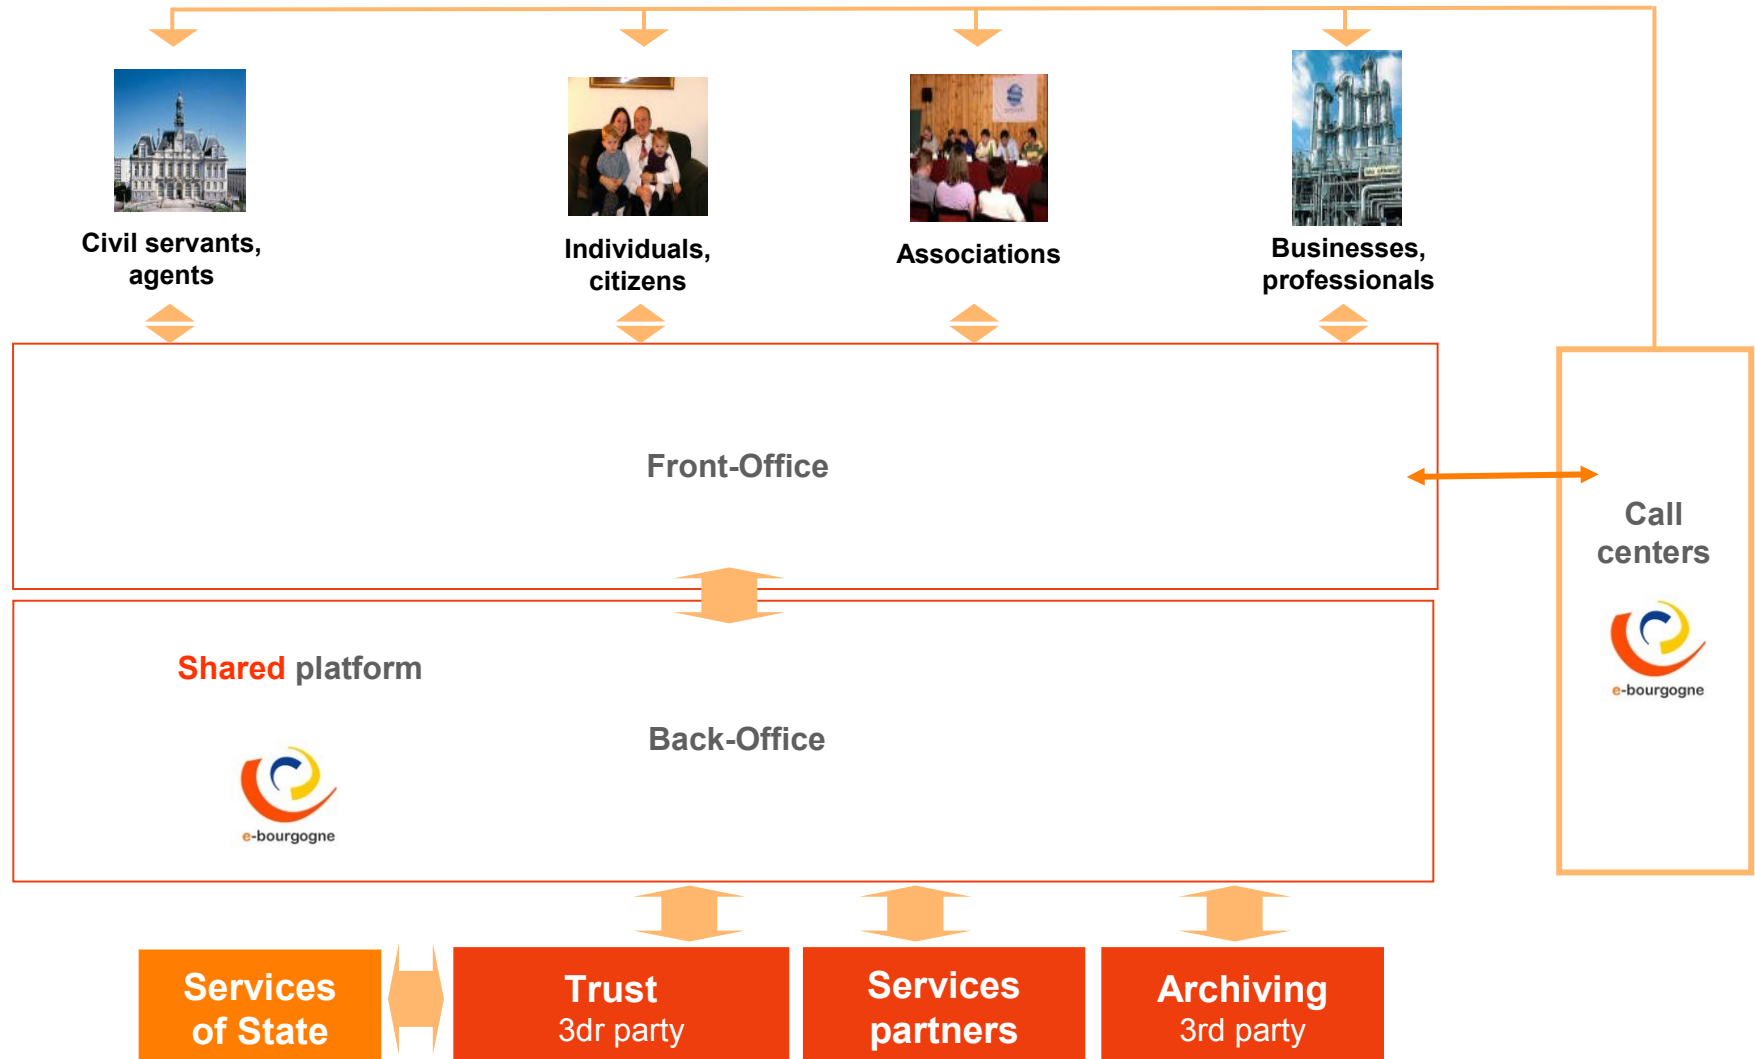 Civil servants,
agents
Individuals,
citizens
Associations
Businesses,
professionals
Front-Office
Call
centers
e-bourgogne
Shared platform
Back-Office
e-bourgogne
Services
of State
Trust
3dr party
Services
partners
Archiving
3rd party